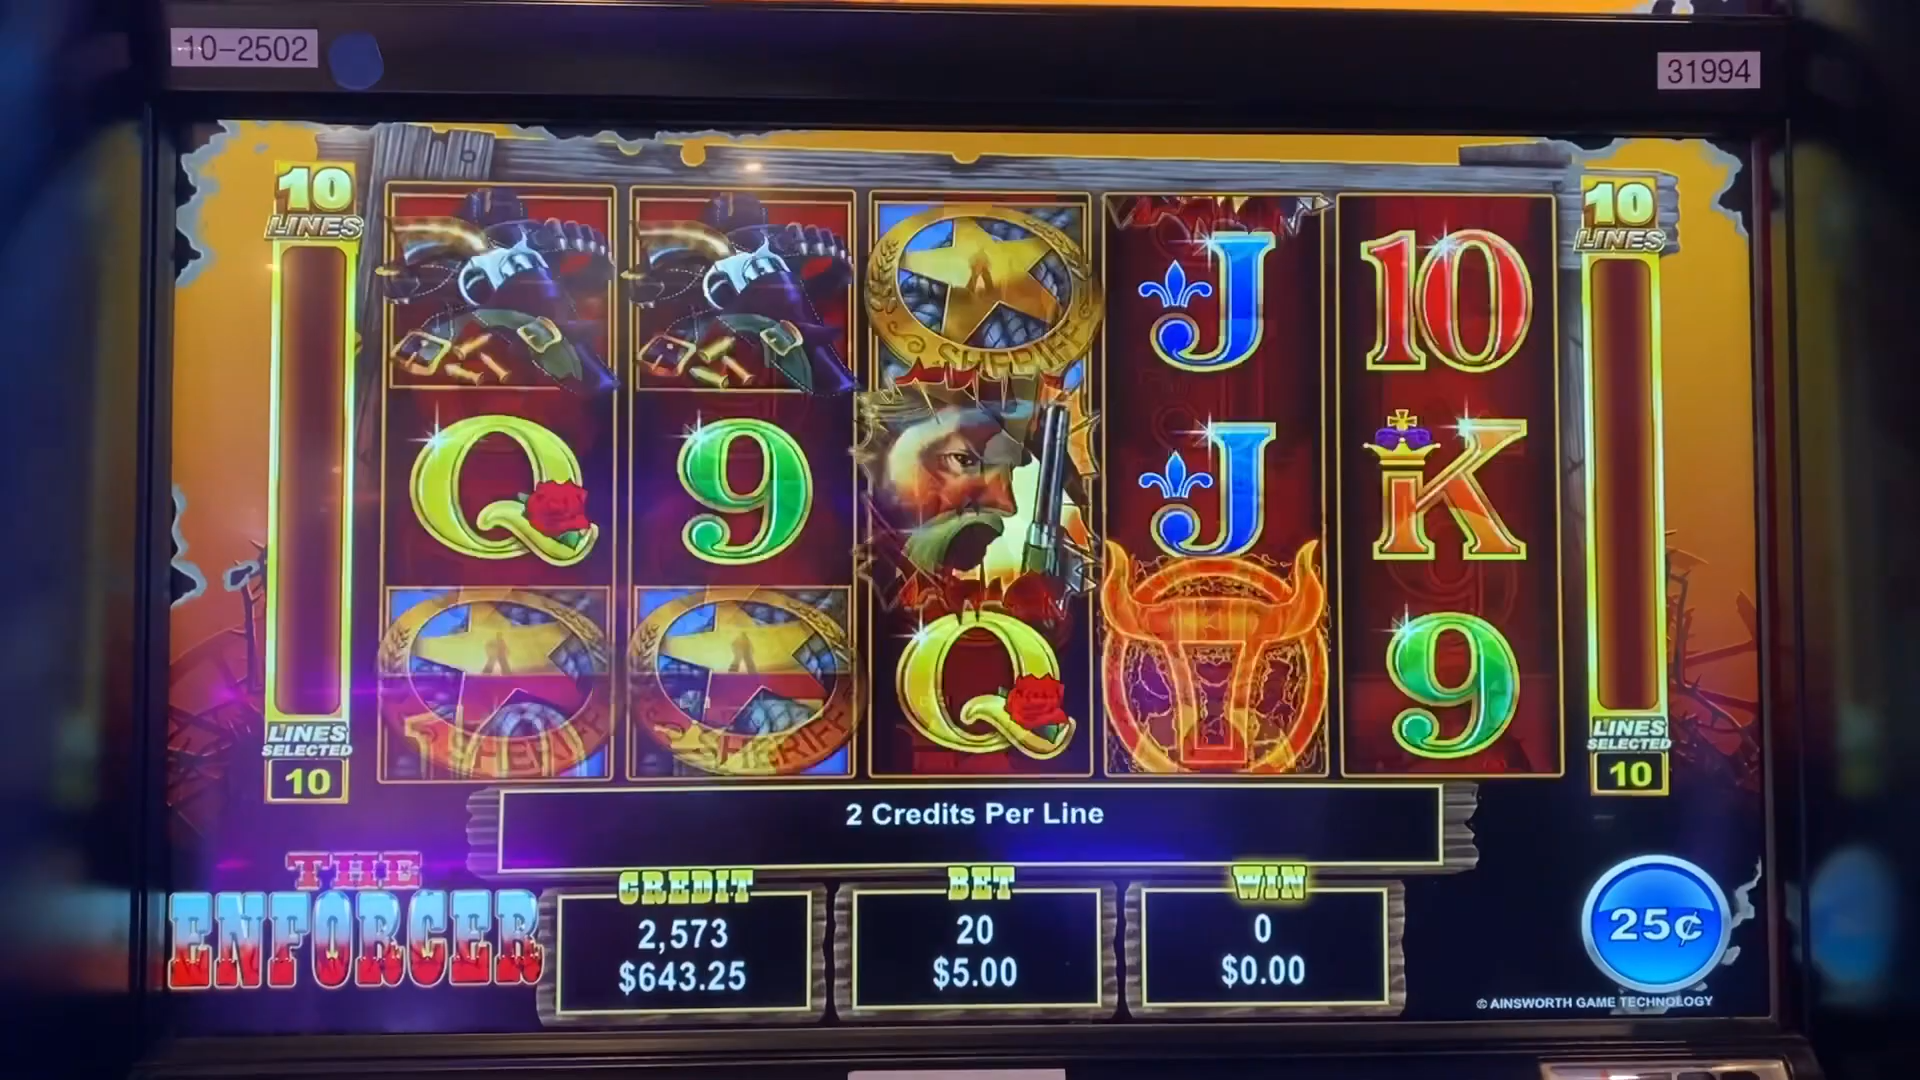 10-2502
31994
10
LINES
10
LINES
SHERIFF
J
10
Q
9
J
K
SHERIFF
SHERIFF
Q
9
LINES
SELECTED
10
LINES
SELECTED
10
2 Credits Per Line
THE
ENFORCER
CREDIT
2,573
$643.25
BET
20
$5.00
WIN
0
$0.00
25¢
© AINSWORTH GAME TECHNOLOGY